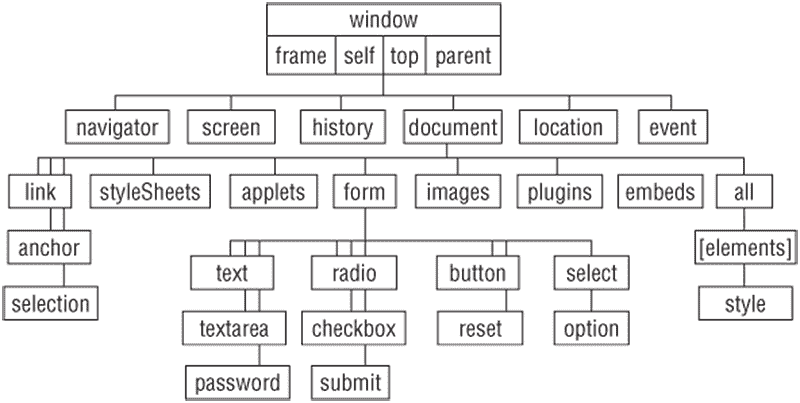 window
frame self top parent
navigator screen history document location event
link styleSheets applets form images plugins embeds all
anchor [elements]
text radio button select
selection textarea checkbox reset option style
password submit